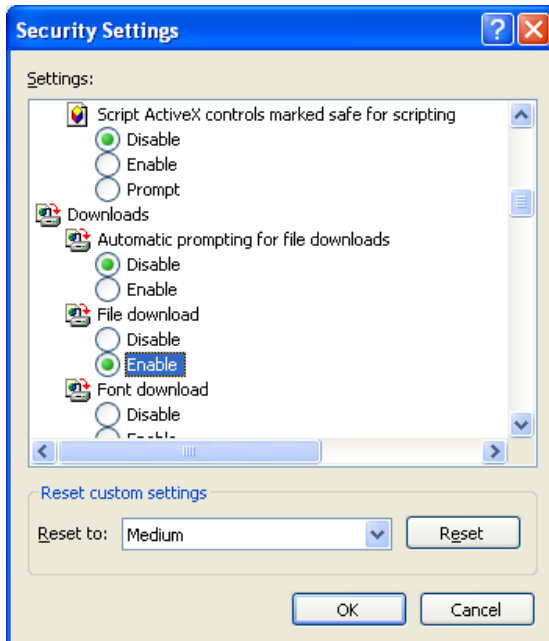 Security Settings
Settings:
Script ActiveX controls marked safe for scripting
Disable
Enable
Prompt
Downloads
Automatic prompting for file downloads
Disable
Enable
File download
Disable
Enable
Font download
Disable
Enable
Reset custom settings
Reset to: Medium Reset
OK Cancel